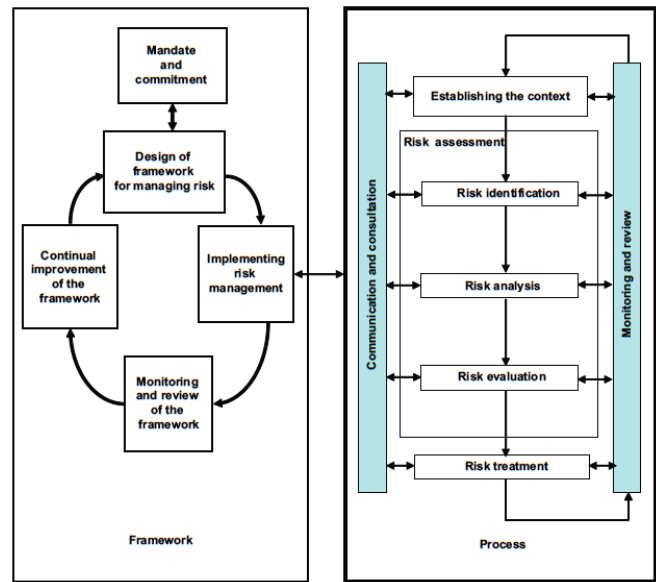 Mandate
and
commitment
Design of
framework
for managing risk
Continual
improvement
of the
framework
Implementing
risk
management
Monitoring
and review
of the
framework
Framework
Communication and consultation
Establishing the context
Risk assessment
Risk identification
Risk analysis
Risk evaluation
Risk treatment
Monitoring and review
Process